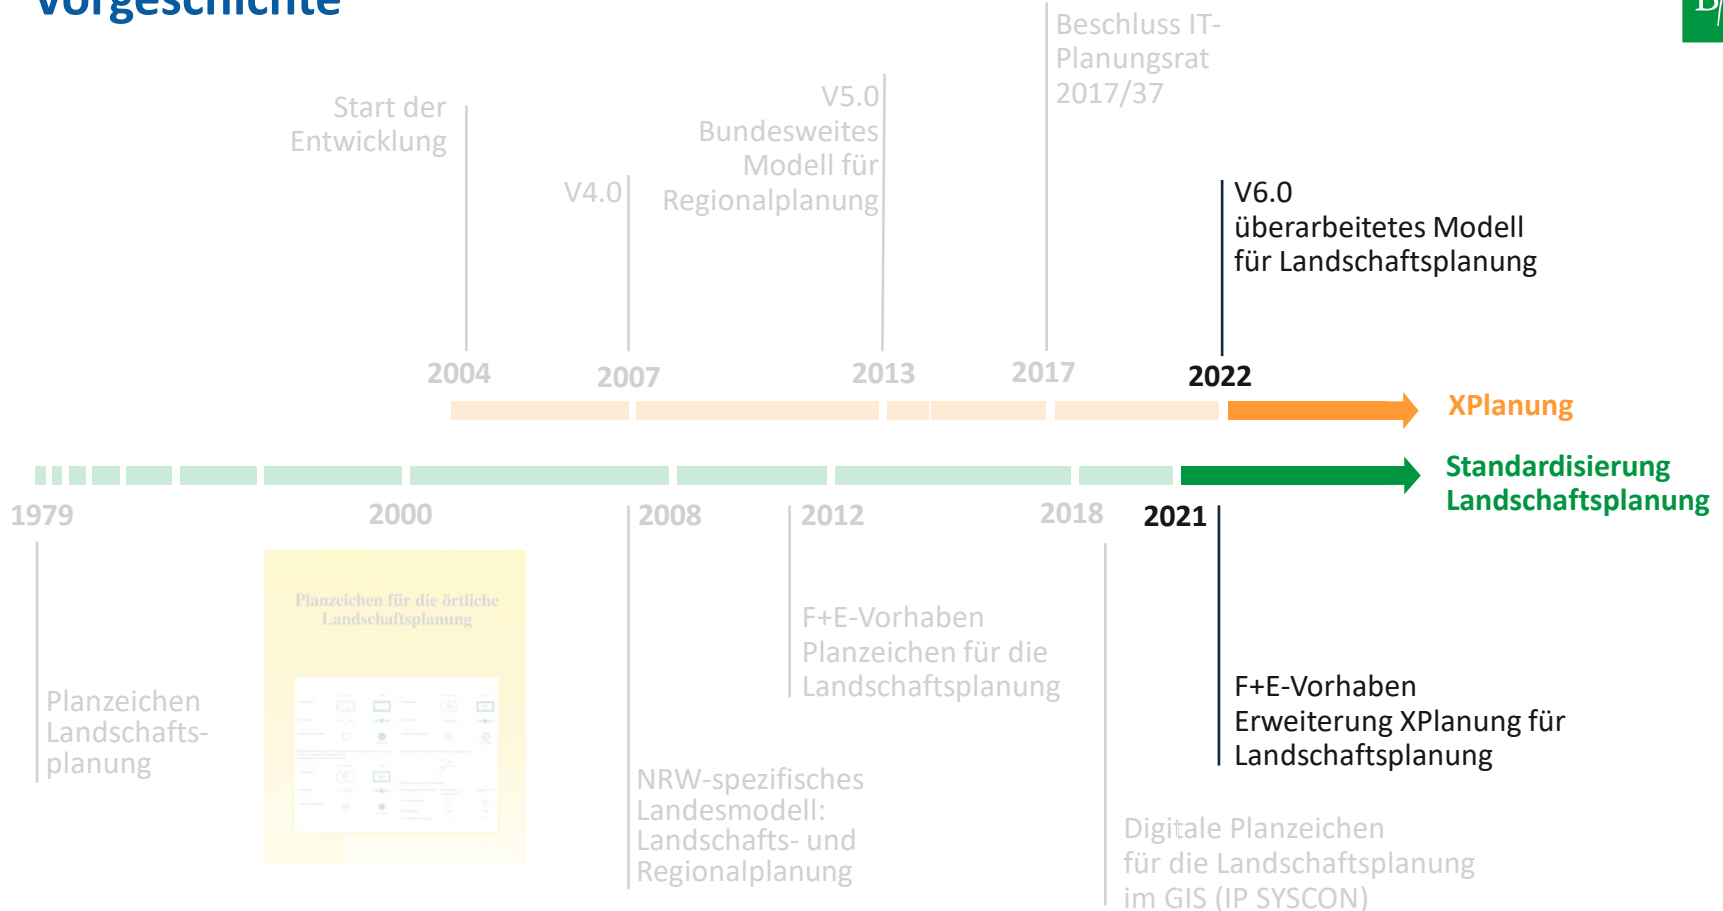 Vorgeschichte
Beschluss IT-
Planungsrat
2017/37
Start der
Entwicklung
V5.0
Bundesweites
Modell für
Regionalplanung
V4.0
V6.0
überarbeitetes Modell
für Landschaftsplanung
2004
2007
2013
2017
2022
XPlanung
Standardisierung
Landschaftsplanung
1979
2000
2008
2012
2018
2021
Planzeichen für die örtliche
Landschaftsplanung
Planzeichen
Landschafts-
planung
F+E-Vorhaben
Planzeichen für die
Landschaftsplanung
F+E-Vorhaben
Erweiterung XPlanung für
Landschaftsplanung
NRW-spezifisches
Landesmodell:
Landschafts- und
Regionalplanung
Digitale Planzeichen
für die Landschaftsplanung
im GIS (IP SYSCON)